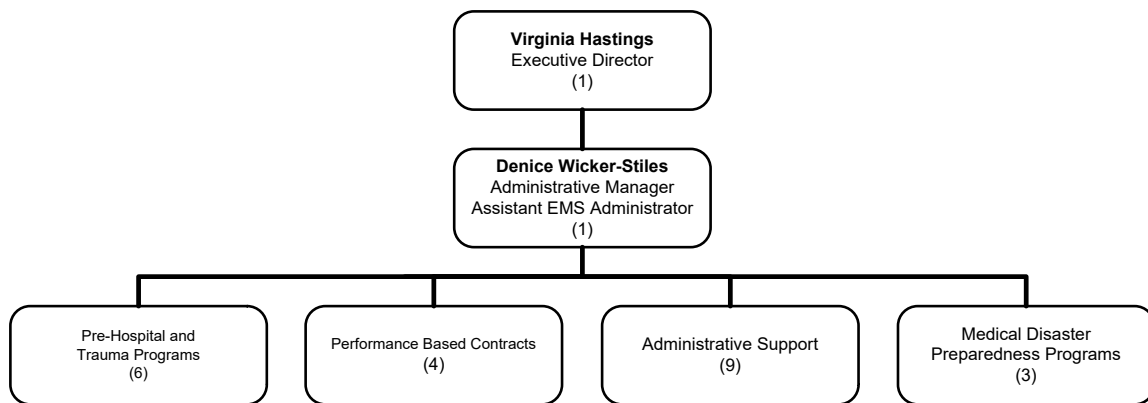 Virginia Hastings
Executive Director
(1)
Denice Wicker-Stiles
Administrative Manager
Assistant EMS Administrator
(1)
Pre-Hospital and
Trauma Programs
(6)
Performance Based Contracts
(4)
Administrative Support
(9)
Medical Disaster
Preparedness Programs
(3)